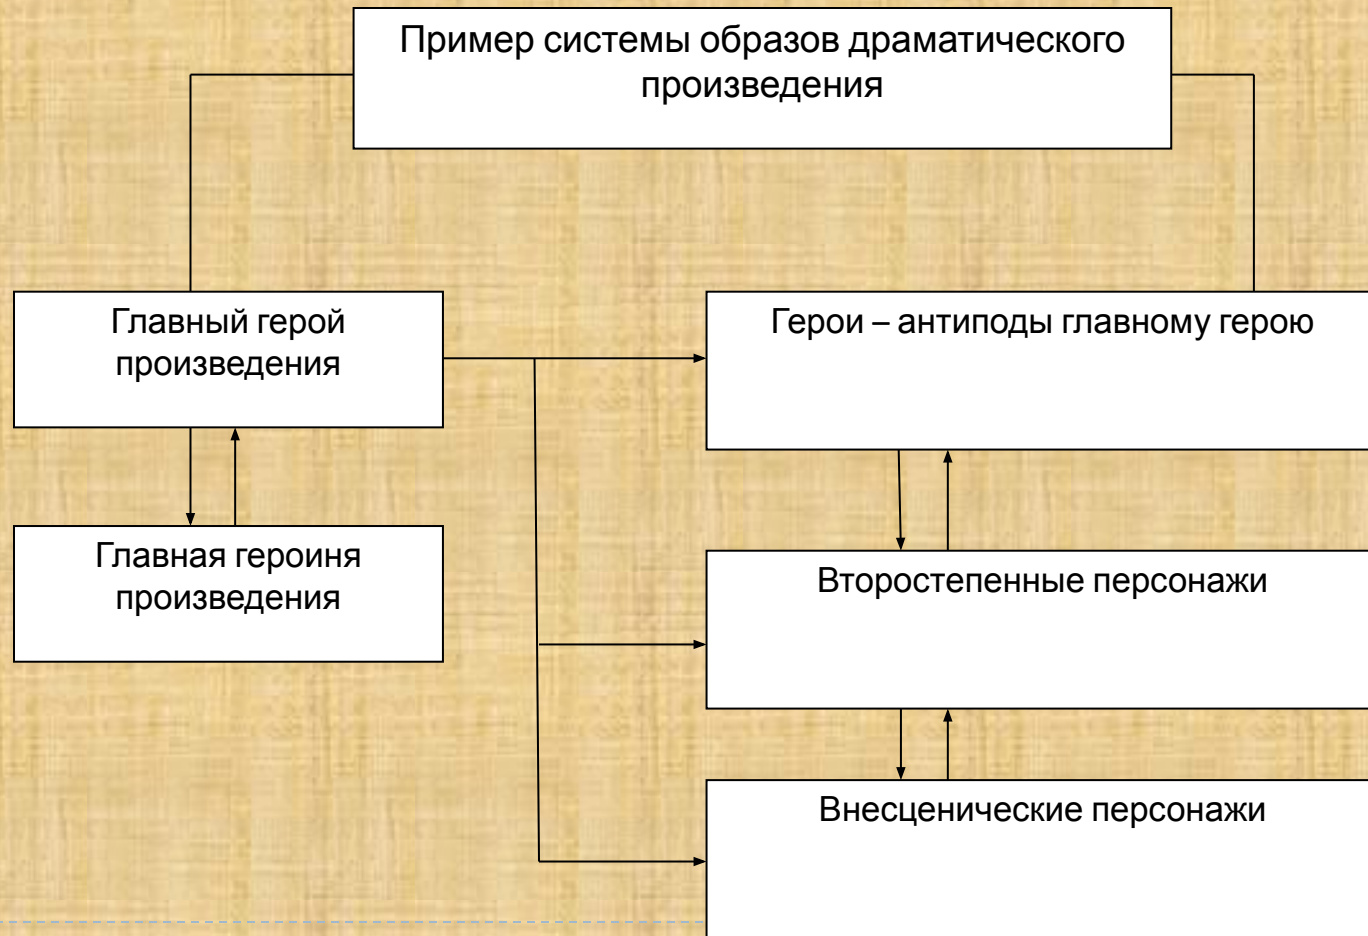 Пример системы образов драматического
произведения
Главный герой
произведения
Герои – антиподы главному герою
Главная героиня
произведения
Второстепенные персонажи
Внесценические персонажи